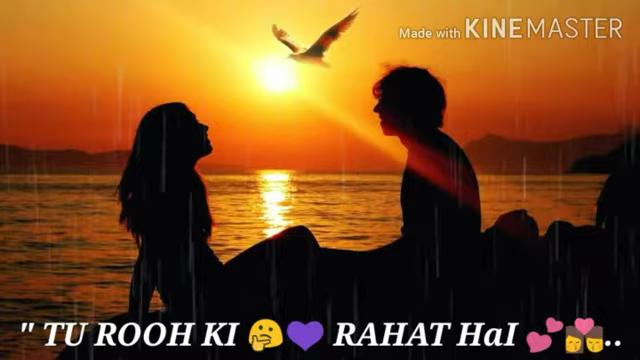 Made with KINEMASTER
" TU ROOH KI 🤔💜 RAHAT HaI 💕💏..